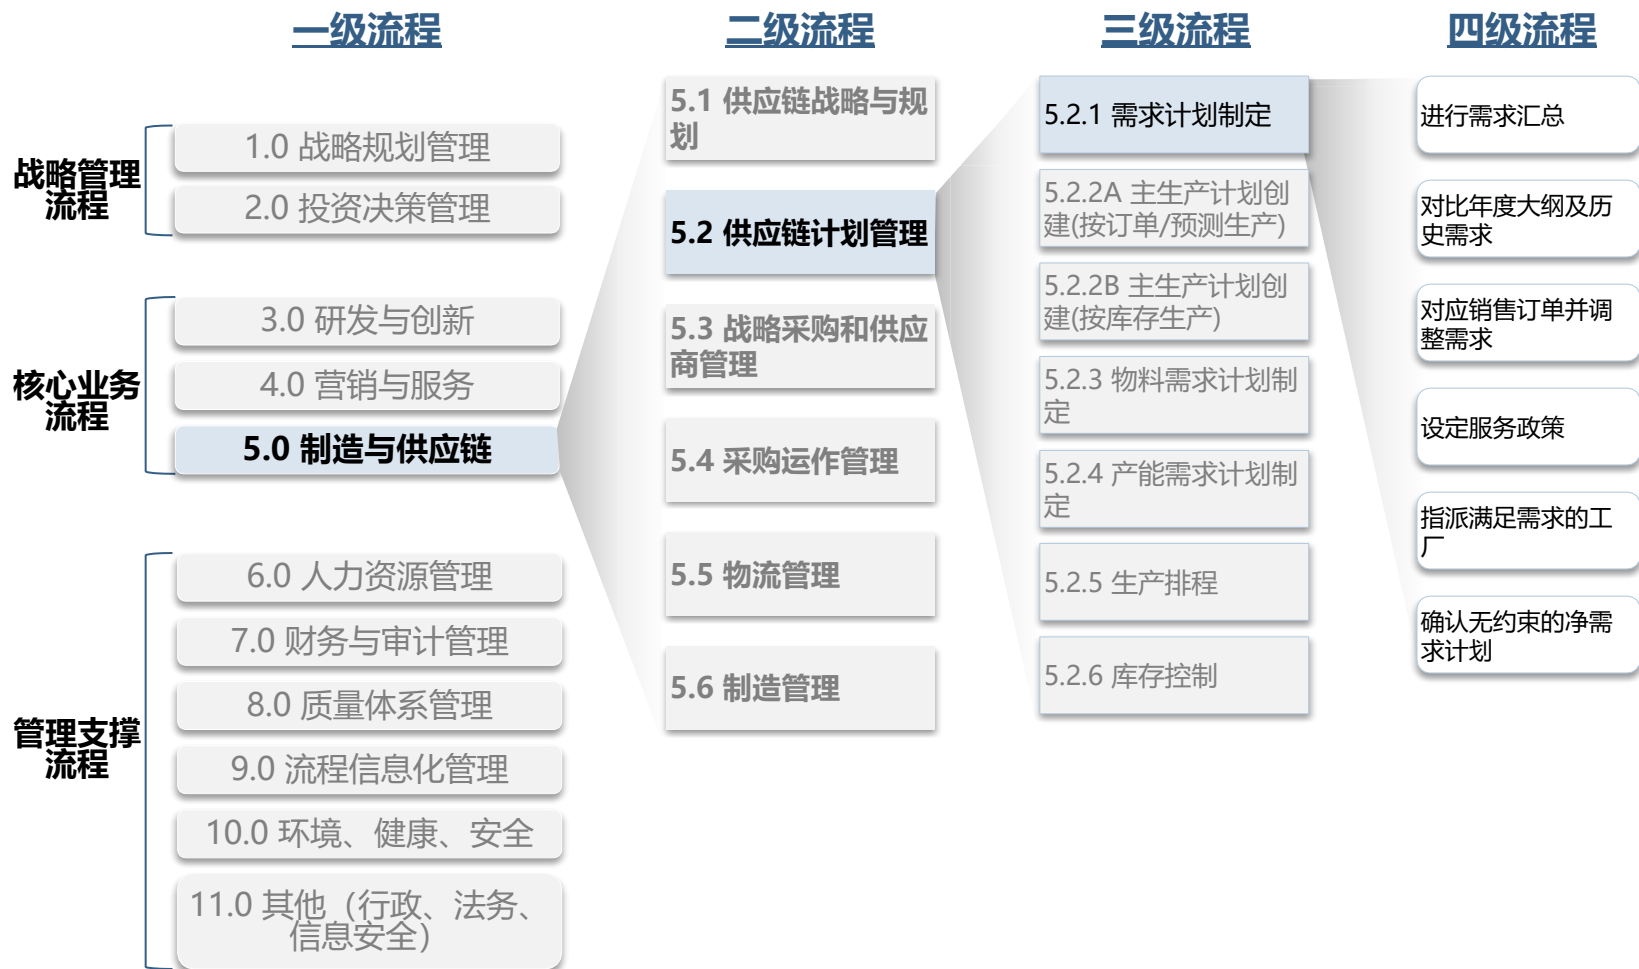 一级流程
二级流程
三级流程
四级流程
战略管理
流程
1.0 战略规划管理
2.0 投资决策管理
核心业务
流程
3.0 研发与创新
4.0 营销与服务
5.0 制造与供应链
管理支撑
流程
6.0 人力资源管理
7.0 财务与审计管理
8.0 质量体系管理
9.0 流程信息化管理
10.0 环境、健康、安全
11.0 其他（行政、法务、
信息安全）
5.1 供应链战略与规
划
5.2 供应链计划管理
5.3 战略采购和供应
商管理
5.4 采购运作管理
5.5 物流管理
5.6 制造管理
5.2.1 需求计划制定
5.2.2A 主生产计划创
建(按订单/预测生产)
5.2.2B 主生产计划创
建(按库存生产)
5.2.3 物料需求计划制
定
5.2.4 产能需求计划制
定
5.2.5 生产排程
5.2.6 库存控制
进行需求汇总
对比年度大纲及历
史需求
对应销售订单并调
整需求
设定服务政策
指派满足需求的工
厂
确认无约束的净需
求计划